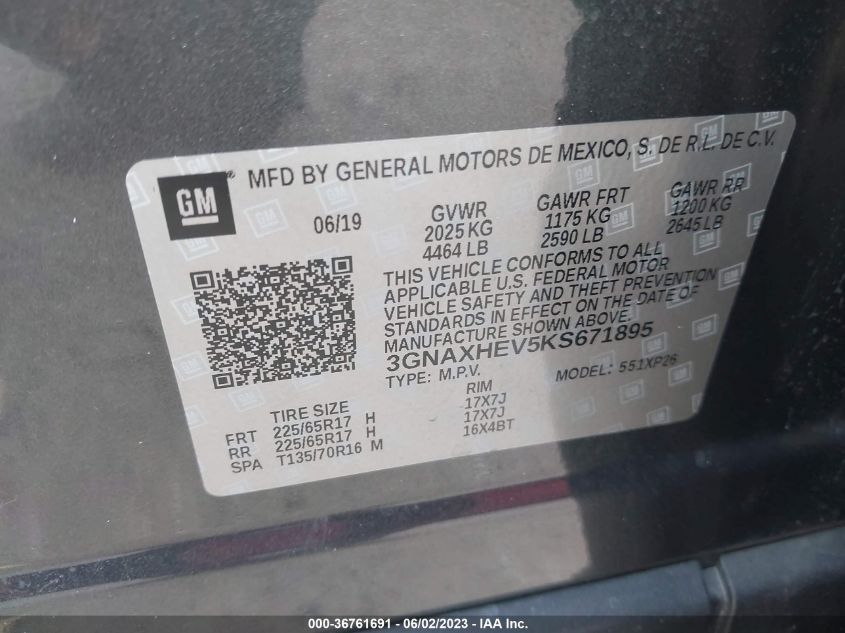 GM ® MFD BY GENERAL MOTORS DE MEXICO, S. DE R.L. DE C.V.
06/19 GVWR GAWR FRT GAWR RR
2025 KG 1175 KG 1200 KG
4464 LB 2590 LB 2645 LB
THIS VEHICLE CONFORMS TO ALL
APPLICABLE U.S. FEDERAL MOTOR
VEHICLE SAFETY AND THEFT PREVENTION
STANDARDS IN EFFECT ON THE DATE OF
MANUFACTURE SHOWN ABOVE.
3GNAXHEV5KS671895
TYPE: M.P.V. MODEL: 551XP26
TIRE SIZE RIM
FRT 225/65R17 H 17X7J
RR 225/65R17 H 17X7J
SPA T135/70R16 M 16X4BT
000-36761691 - 06/02/2023 - IAA Inc.